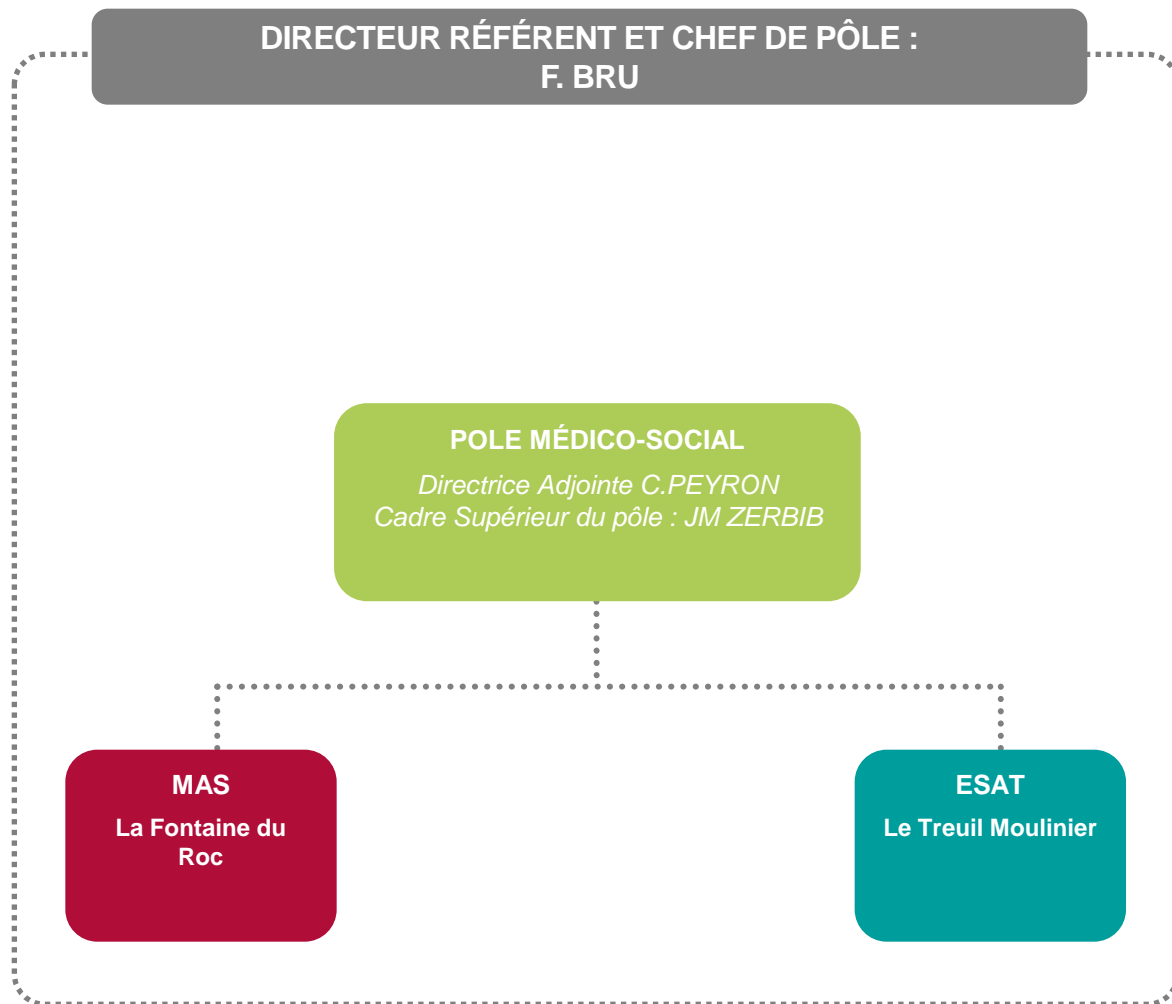 DIRECTEUR RÉFÉRENT ET CHEF DE PÔLE :
F. BRU
POLE MÉDICO-SOCIAL
Directrice Adjointe C.PEYRON
Cadre Supérieur du pôle : JM ZERBIB
MAS
La Fontaine du
Roc
ESAT
Le Treuil Moulinier